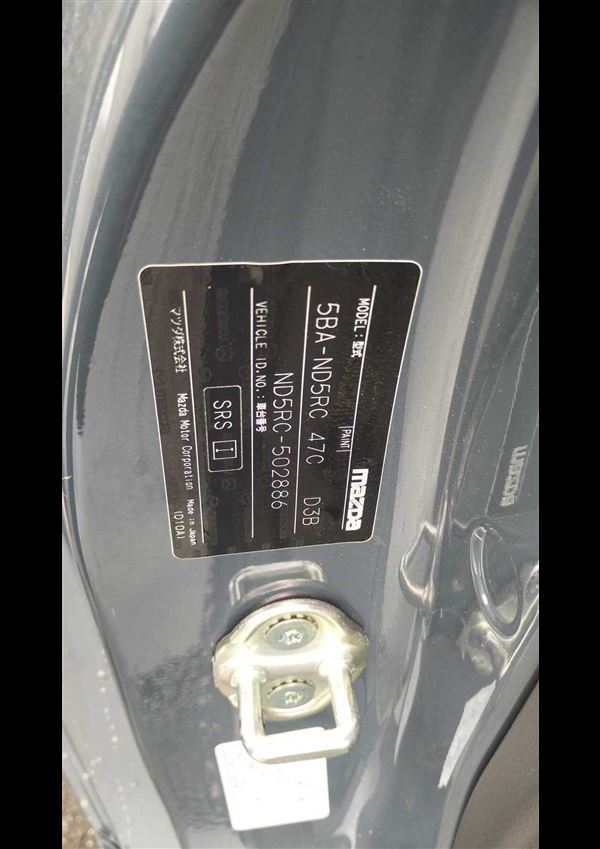 MODEL: 型式 PAINT mazda
5BA-ND5RC 47C D3B
VEHICLE ID.NO.: 車台番号
ND5RC-502886
SRS I
マツダ株式会社 Mazda Motor Corporation Made in Japan
(D10A)